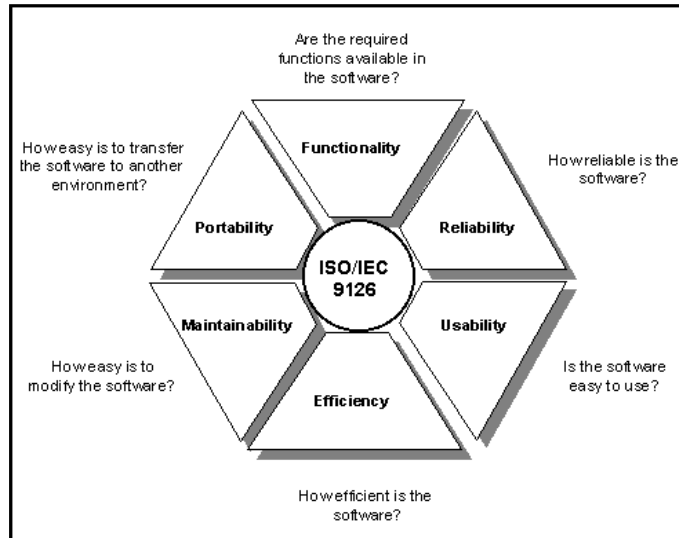 Are the required
functions available in
the software?
Functionality
How easy is to transfer
the software to another
environment?
How reliable is the
software?
Portability
Reliability
ISO/IEC
9126
Maintainability
Usability
How easy is to
modify the software?
Is the software
easy to use?
Efficiency
How efficient is the
software?